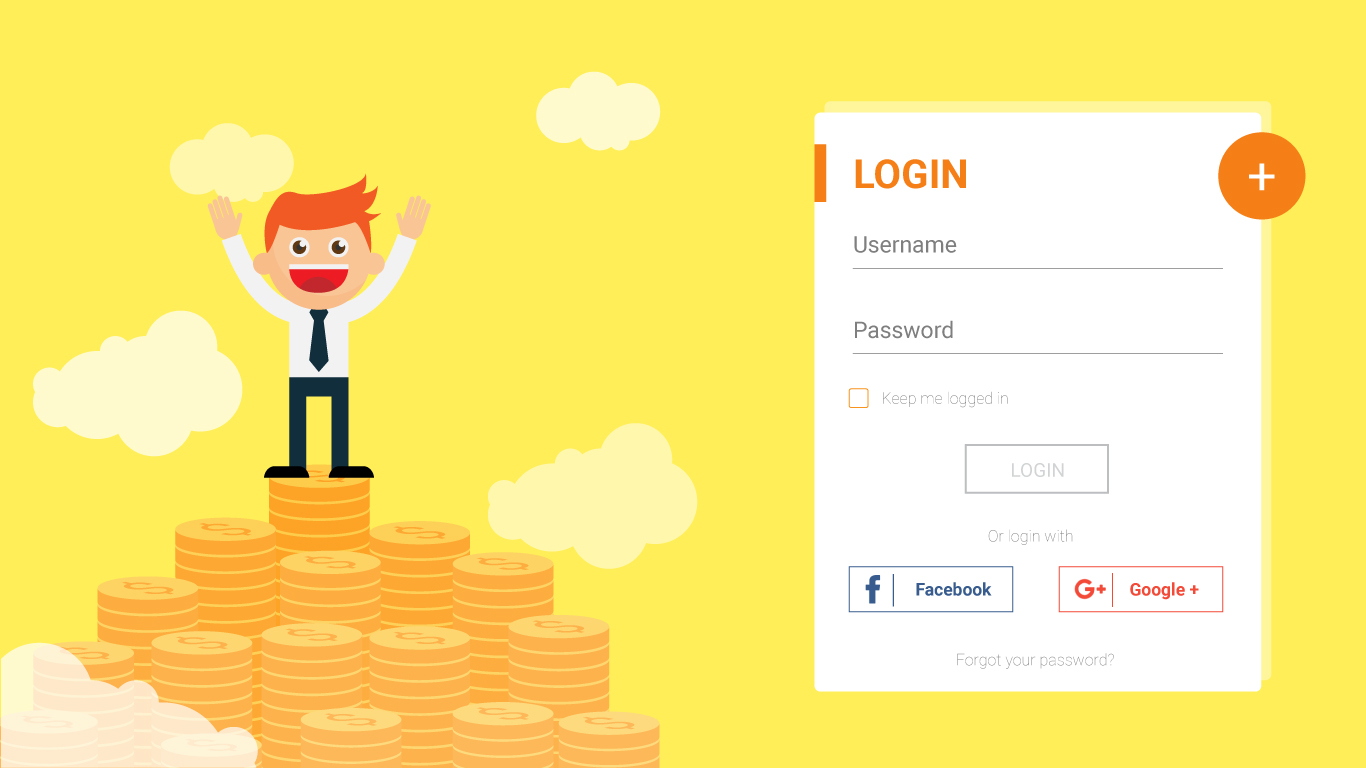 LOGIN
Username
Password
Keep me logged in
LOGIN
Or login with
Facebook
Google +
Forgot your password?